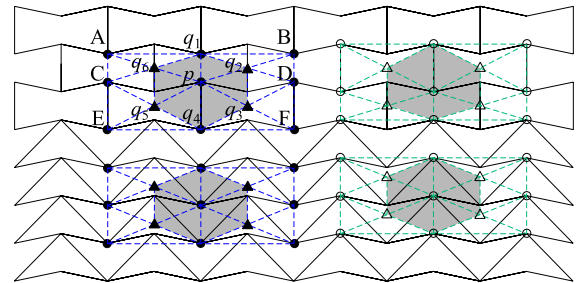 A q₁ B
q₆ q₂
C p D
q₅ q₃
E q₄ F